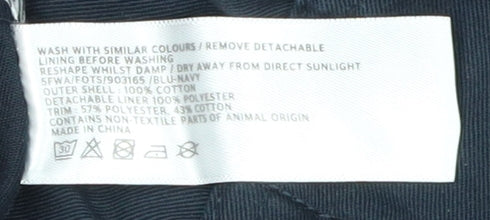 WASH WITH SIMILAR COLOURS / REMOVE DETACHABLE
LINING BEFORE WASHING
RESHAPE WHILST DAMP / DRY AWAY FROM DIRECT SUNLIGHT
5FWA/FOTS/903165 /BLU-NAVY
OUTER SHELL : 100% COTTON
DETACHABLE LINER 100% POLYESTER
TRIM : 57% POLYESTER, 43% COTTON
CONTAINS NON-TEXTILE PARTS OF ANIMAL ORIGIN
MADE IN CHINA
30